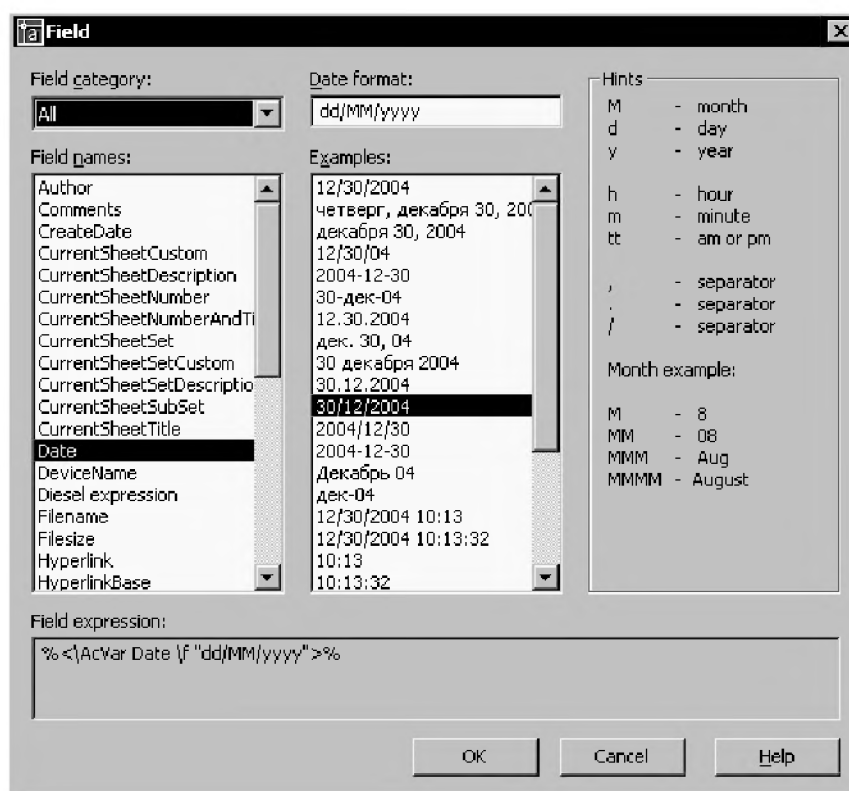 Field
Field category:
All
Field names:
Author
Comments
CreateDate
CurrentSheetCustom
CurrentSheetDescription
CurrentSheetNumber
CurrentSheetNumberAndTi
CurrentSheetSet
CurrentSheetSetCustom
CurrentSheetSetDescriptio
CurrentSheetSubSet
CurrentSheetTitle
Date
DeviceName
Diesel expression
Filename
Filesize
Hyperlink
HyperlinkBase
Date format:
dd/MM/yyyy
Examples:
12/30/2004
четверг, декабря 30, 200
декабря 30, 2004
12/30/04
2004-12-30
30-дек-04
12.30.2004
дек. 30, 04
30 декабря 2004
30.12.2004
30/12/2004
2004/12/30
2004-12-30
Декабрь 04
дек-04
12/30/2004 10:13
12/30/2004 10:13:32
10:13
10:13:32
Hints
M - month
d - day
y - year
h - hour
m - minute
tt - am or pm
, - separator
. - separator
/ - separator
Month example:
M - 8
MM - 08
MMM - Aug
MMMM - August
Field expression:
%<\AcVar Date \f "dd/MM/yyyy">%
OK
Cancel
Help